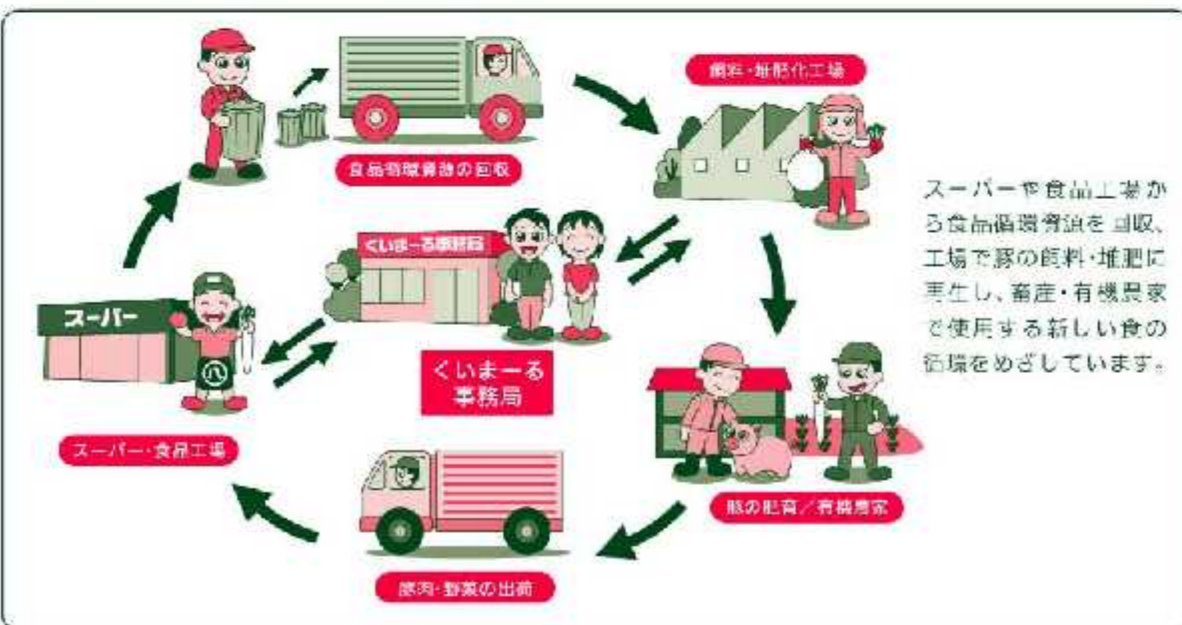 飼料・堆肥化工場
食品循環資源の回収
くいまーる事務局
スーパー
八
くいまーる
事務局
スーパー・食品工場
豚の肥育／有機農家
豚肉・野菜の出荷
スーパーや食品工場か
ら食品循環資源を回収、
工場で豚の飼料・堆肥に
再生し、畜産・有機農家
で使用する新しい食の
循環をめざしています。